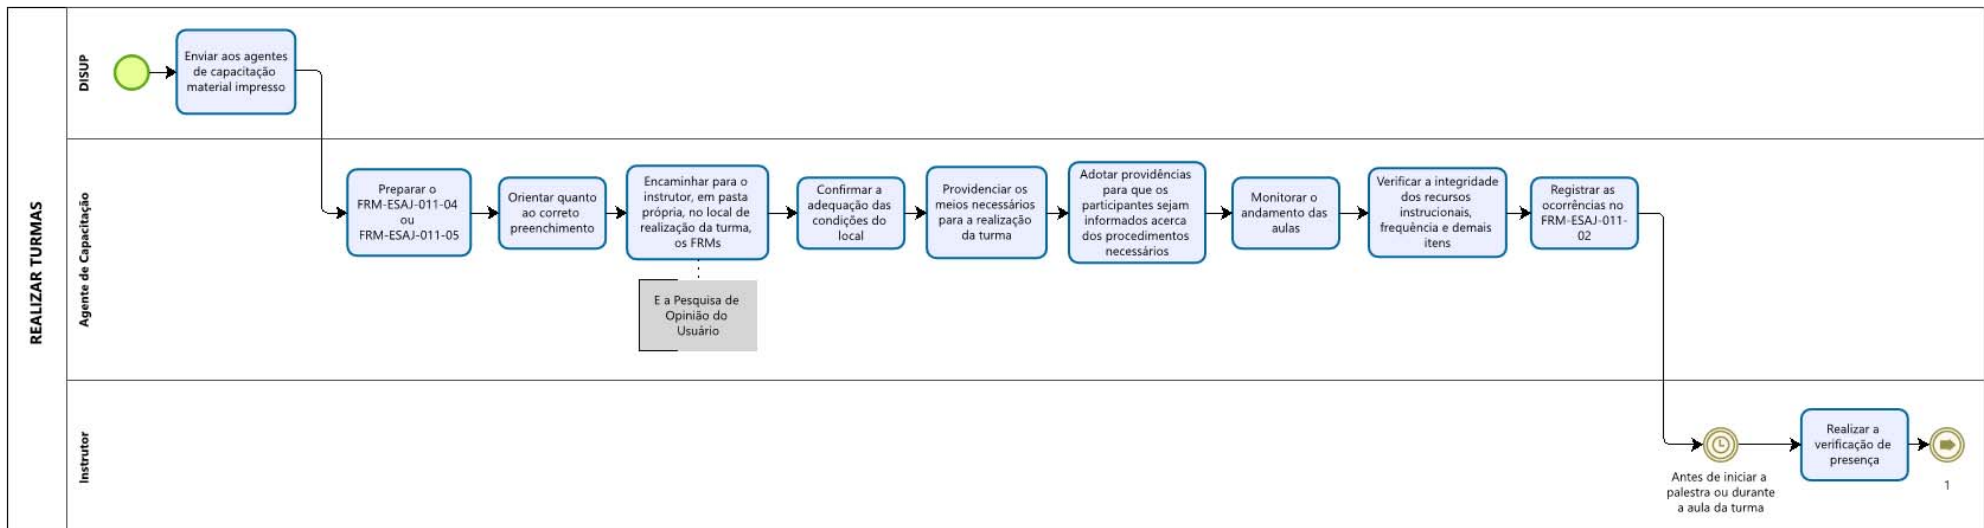 REALIZAR TURMAS
DISUP
Enviar aos agentes
de capacitação
material impresso
Agente de Capacitação
Preparar o
FRM-ESAJ-011-04
ou
FRM-ESAJ-011-05
Orientar quanto
ao correto
preenchimento
Encaminhar para o
instrutor, em pasta
própria, no local de
realização da turma,
os FRMs
E a Pesquisa de
Opinião do
Usuário
Confirmar a
adequação das
condições do
local
Providenciar os
meios necessários
para a realização
da turma
Adotar providências
para que os
participantes sejam
informados acerca
dos procedimentos
necessários
Monitorar o
andamento das
aulas
Verificar a integridade
dos recursos
instrucionais,
frequência e demais
itens
Registrar as
ocorrências no
FRM-ESAJ-011-
02
Instrutor
Antes de iniciar a
palestra ou durante
a aula da turma
Realizar a
verificação de
presença
1